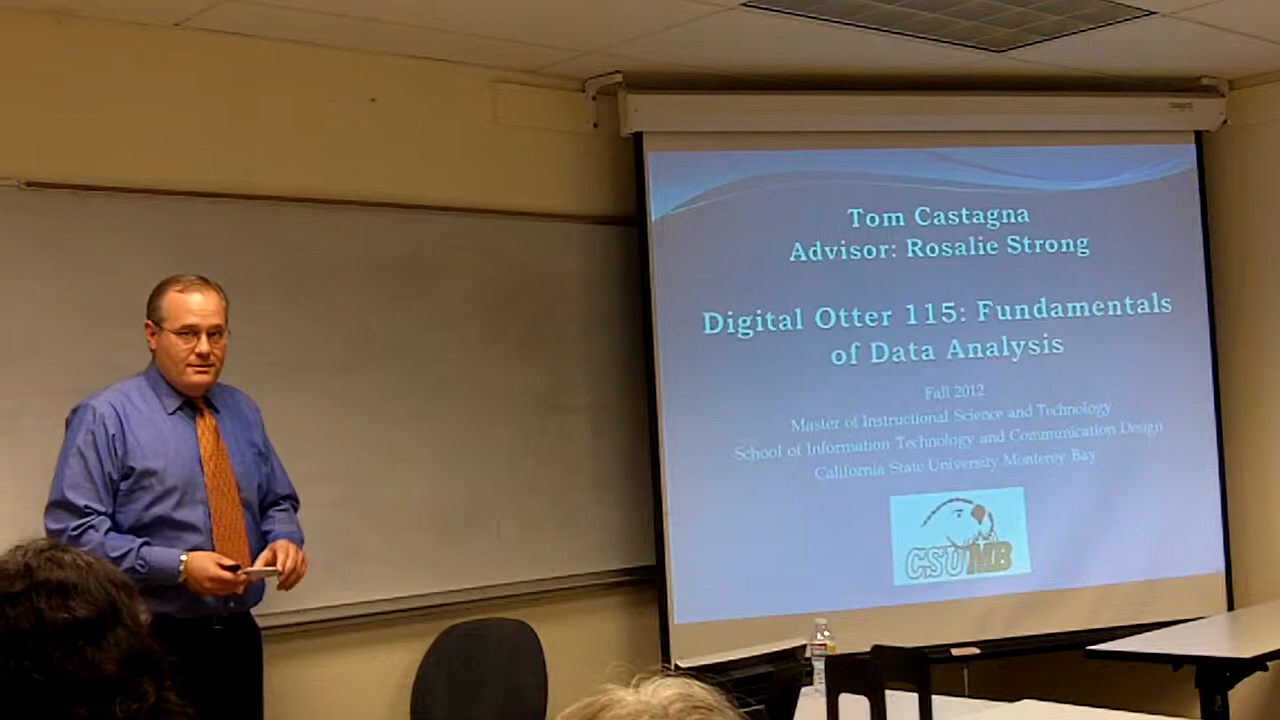 Tom Castagna
Advisor: Rosalie Strong
Digital Otter 115: Fundamentals
of Data Analysis
Fall 2012
Master of Instructional Science and Technology
School of Information Technology and Communication Design
California State University Monterey Bay
CSUMB